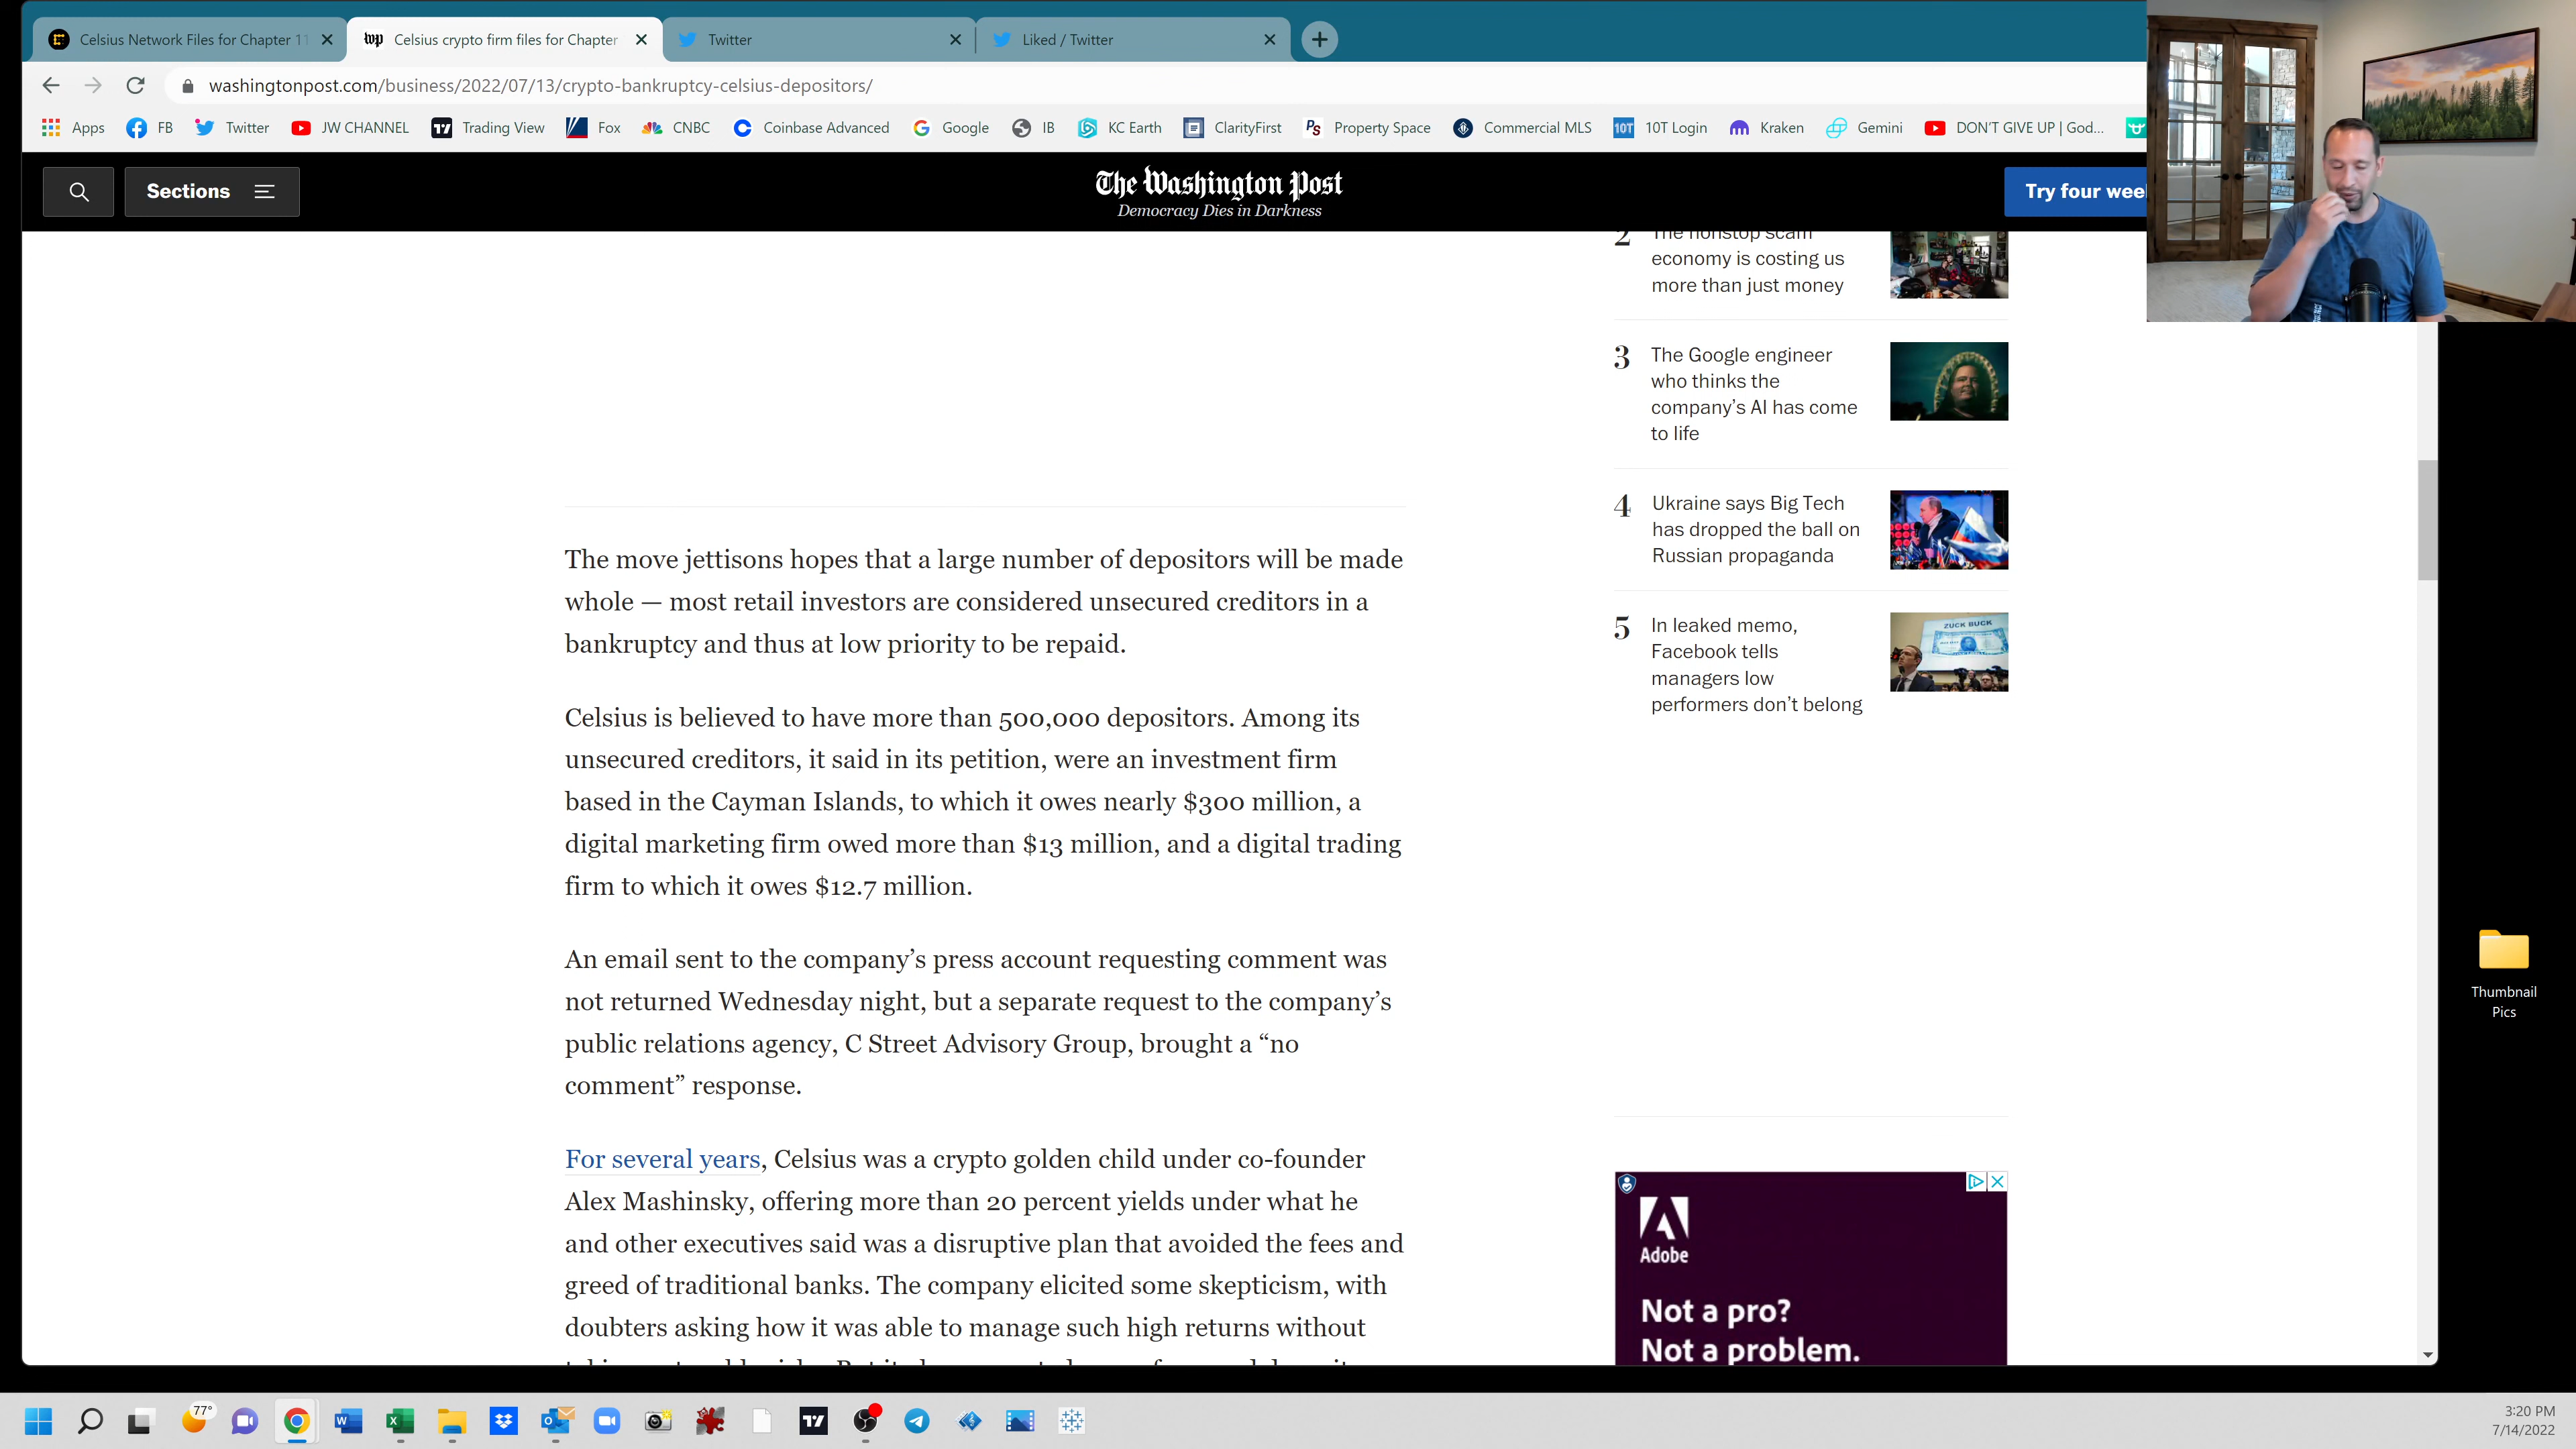 Celsius Network Files for Chapter 11
Celsius crypto firm files for Chapter
Twitter
Liked / Twitter
washingtonpost.com/business/2022/07/13/crypto-bankruptcy-celsius-depositors/
Apps
FB
Twitter
JW CHANNEL
Trading View
Fox
CNBC
Coinbase Advanced
Google
IB
KC Earth
ClarityFirst
Property Space
Commercial MLS
10T Login
Kraken
Gemini
DON'T GIVE UP | God...
Sections
The Washington Post
Democracy Dies in Darkness
Try four wee
2
The nonstop scam
economy is costing us
more than just money
3
The Google engineer
who thinks the
company's AI has come
to life
4
Ukraine says Big Tech
has dropped the ball on
Russian propaganda
5
In leaked memo,
Facebook tells
managers low
performers don't belong
ZUCK BUCK
The move jettisons hopes that a large number of depositors will be made
whole — most retail investors are considered unsecured creditors in a
bankruptcy and thus at low priority to be repaid.
Celsius is believed to have more than 500,000 depositors. Among its
unsecured creditors, it said in its petition, were an investment firm
based in the Cayman Islands, to which it owes nearly $300 million, a
digital marketing firm owed more than $13 million, and a digital trading
firm to which it owes $12.7 million.
An email sent to the company's press account requesting comment was
not returned Wednesday night, but a separate request to the company's
public relations agency, C Street Advisory Group, brought a “no
comment” response.
For several years, Celsius was a crypto golden child under co-founder
Alex Mashinsky, offering more than 20 percent yields under what he
and other executives said was a disruptive plan that avoided the fees and
greed of traditional banks. The company elicited some skepticism, with
doubters asking how it was able to manage such high returns without
Adobe
Not a pro?
Not a problem.
Thumbnail
Pics
77°
3:20 PM
7/14/2022